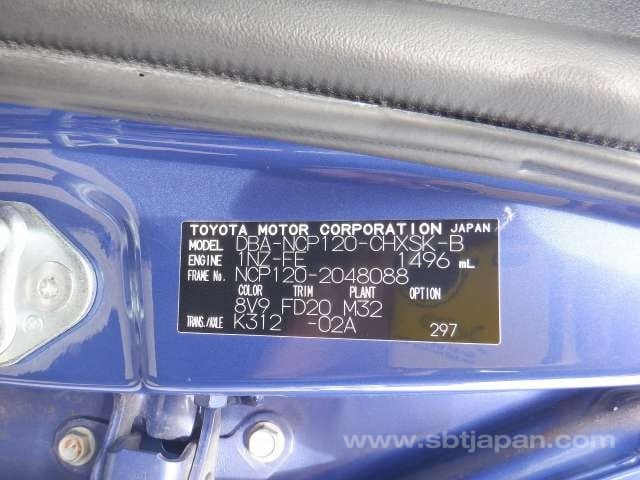 TOYOTA MOTOR CORPORATION JAPAN
MODEL DBA-NCP120-CHXSK-B
ENGINE 1NZ-FE 1496 mL
FRAME No. NCP120-2048088
COLOR TRIM PLANT OPTION
8V9 FD20 M32
TRANS./AXLE K312 -02A 297
www.sbtjapan.com